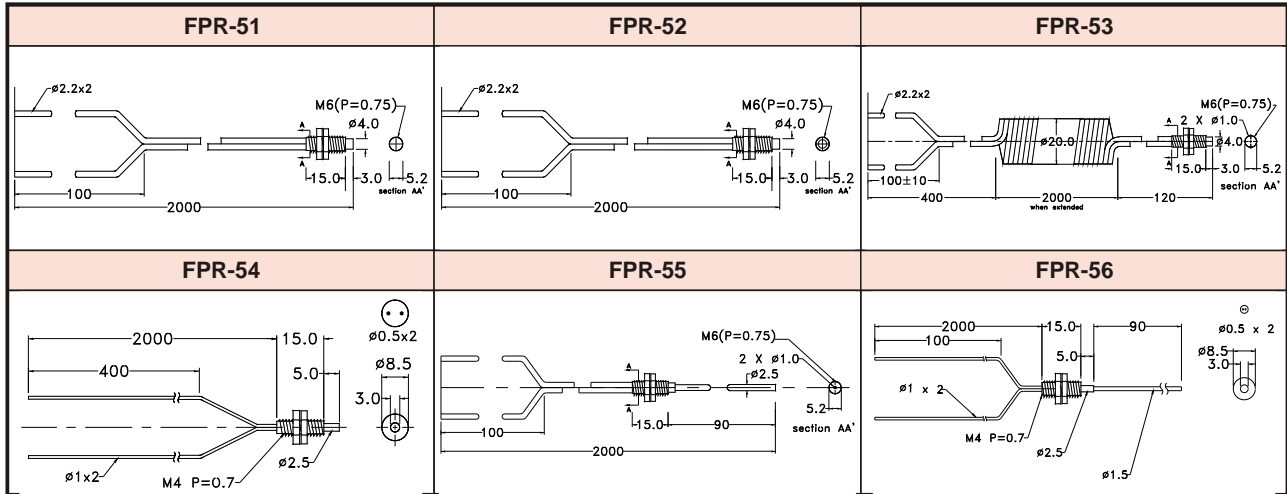 FPR-51
ø2.2x2
M6(P=0.75)
A
ø4.0
A
15.0
3.0
5.2
section AA'
100
2000
FPR-52
ø2.2x2
M6(P=0.75)
A
ø4.0
A
15.0
3.0
5.2
section AA'
100
2000
FPR-53
ø2.2x2
M6(P=0.75)
A
2 X ø1.0
ø20.0
ø4.0
A
100±10
15.0
3.0
5.2
section AA'
400
2000
120
when extended
FPR-54
ø0.5x2
2000
15.0
ø8.5
400
5.0
3.0
ø2.5
ø1x2
M4 P=0.7
FPR-55
M6(P=0.75)
A
2 X ø1.0
ø2.5
A
5.2
15.0
90
section AA'
100
2000
FPR-56
2000
15.0
90
ø0.5 x 2
100
5.0
ø8.5
3.0
ø1 x 2
M4 P=0.7
ø2.5
ø1.5